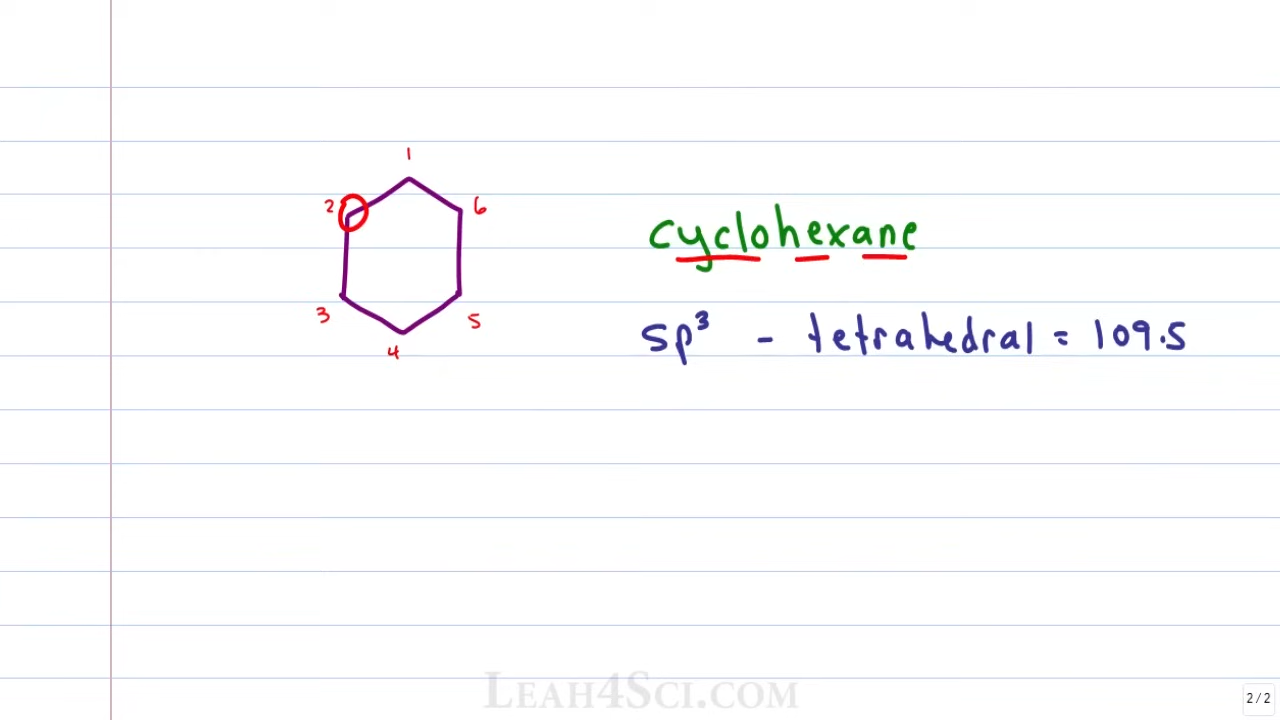 1
2
6
cyclohexane
3
5
sp³ - tetrahedral = 109.5
4
LEAH4SCI.COM
2/2